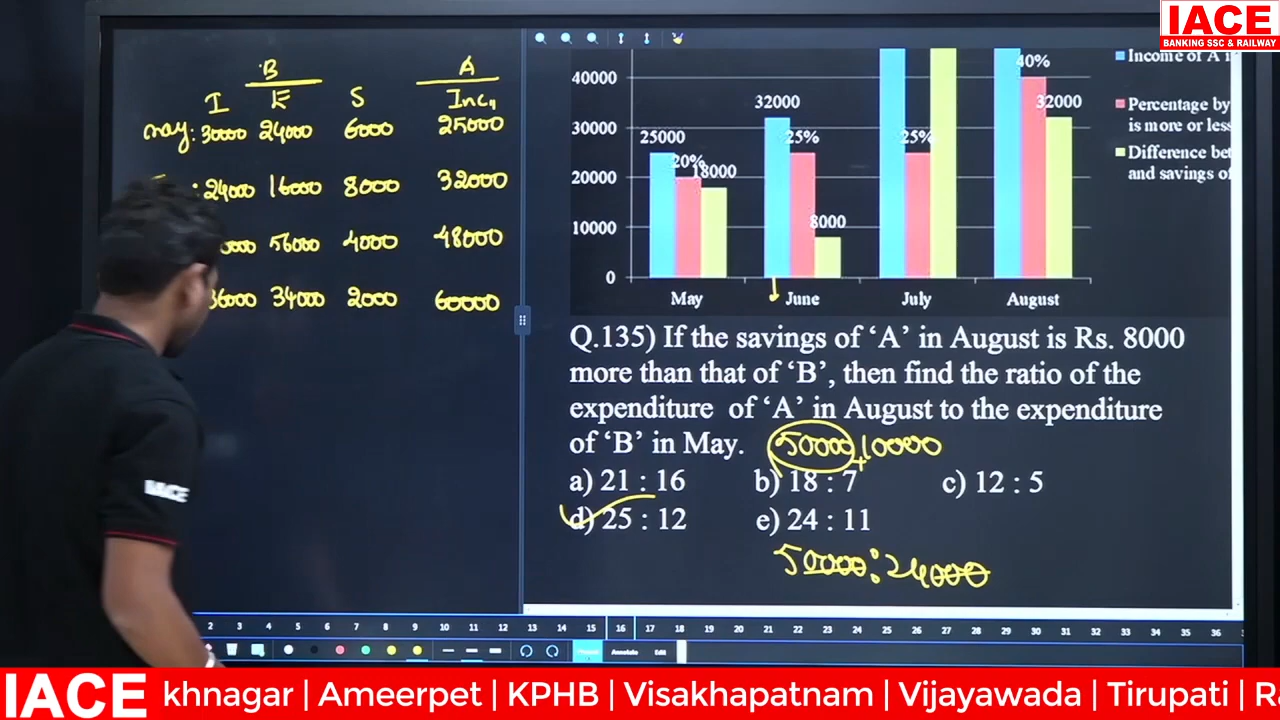 IACE
BANKING SSC & RAILWAY
B
A
I E S Inc,
may: 30000 24000 6000 25000
: 24000 16000 8000 32000
0000 56000 4000 48000
36000 34000 2000 60000
40000
30000
20000
10000
0
25000
20%
18000
32000
25%
8000
25%
40%
32000
May June July August
Income of A i
Percentage by
is more or less
Difference bet
and savings of
Q.135) If the savings of ‘A’ in August is Rs. 8000
more than that of ‘B’, then find the ratio of the
expenditure of ‘A’ in August to the expenditure
of ‘B’ in May. 50000+10000
a) 21 : 16 b) 18 : 7 c) 12 : 5
d) 25 : 12 e) 24 : 11
50000:24000
IACE
2 3 4 5 6 7 8 9 10 11 12 13 14 15 16 17 18 19 20 21 22 23 24 25 26 27 28 29 30 31 32 33 34 35 36 3
Annotate Edit
IACE khnagar | Ameerpet | KPHB | Visakhapatnam | Vijayawada | Tirupati | R